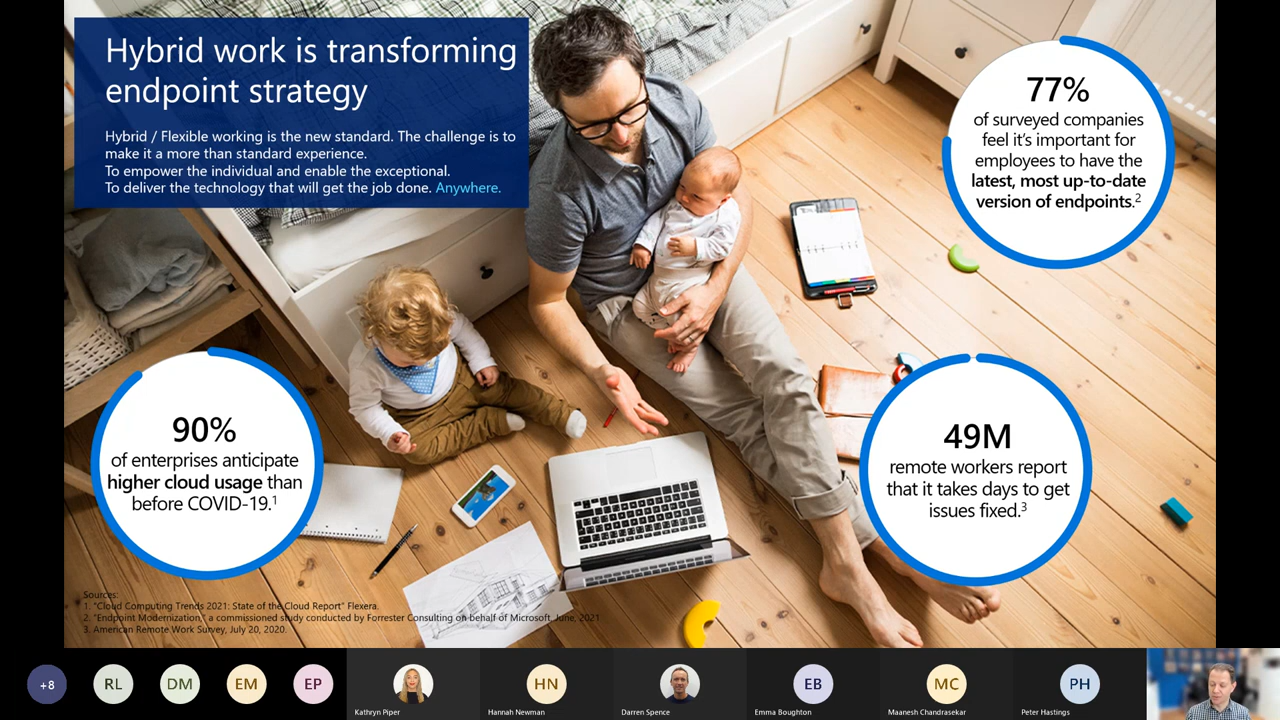 Hybrid work is transforming
endpoint strategy
Hybrid / Flexible working is the new standard. The challenge is to
make it a more than standard experience.
To empower the individual and enable the exceptional.
To deliver the technology that will get the job done. Anywhere.
77%
of surveyed companies
feel it's important for
employees to have the
latest, most up-to-date
version of endpoints.2
90%
of enterprises anticipate
higher cloud usage than
before COVID-19.1
49M
remote workers report
that it takes days to get
issues fixed.3
Sources:
1. "Cloud Computing Trends 2021: State of the Cloud Report" Flexera.
2. "Endpoint Modernization," a commissioned study conducted by Forrester Consulting on behalf of Microsoft, June, 2021
3. American Remote Work Survey, July 20, 2020.
+8
RL
DM
EM
EP
Kathryn Piper
HN
Hannah Newman
Darren Spence
EB
Emma Boughton
MC
Maanesh Chandrasekar
PH
Peter Hastings